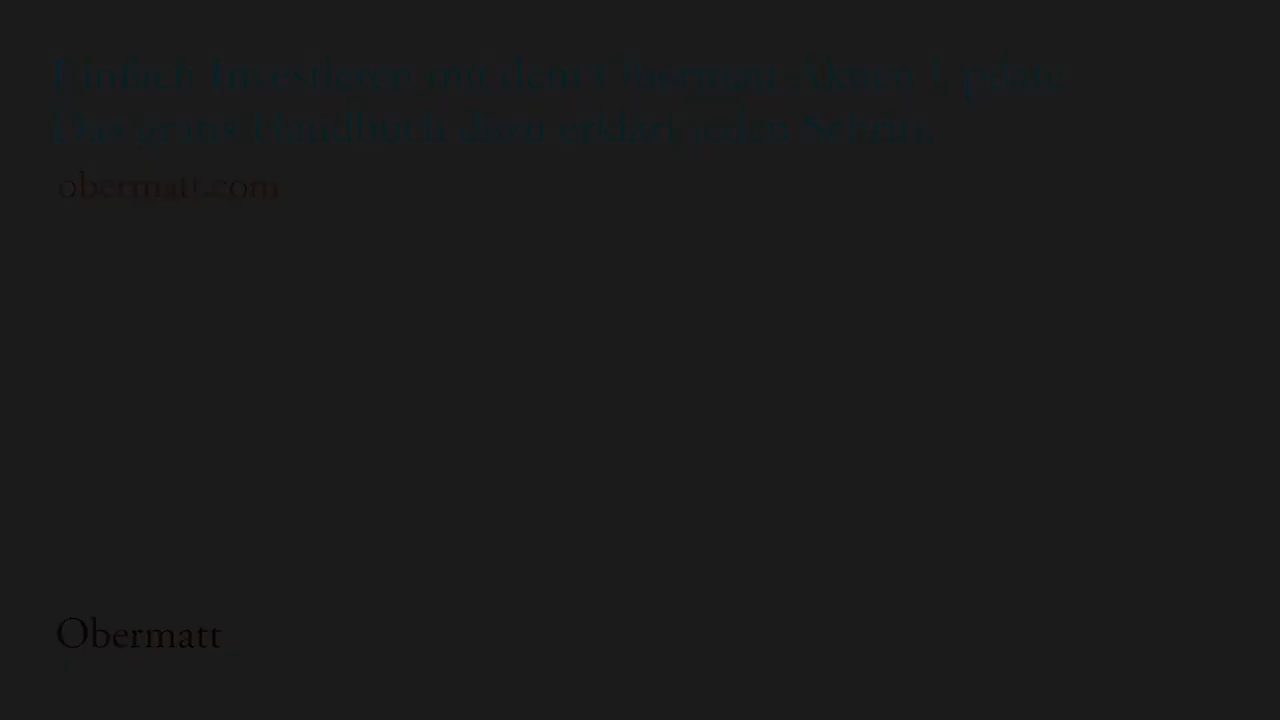 Einfach Investieren mit dem Obermatt Aktien Update
Das gratis Handbuch dazu erklärt jeden Schritt.
obermatt.com
Obermatt